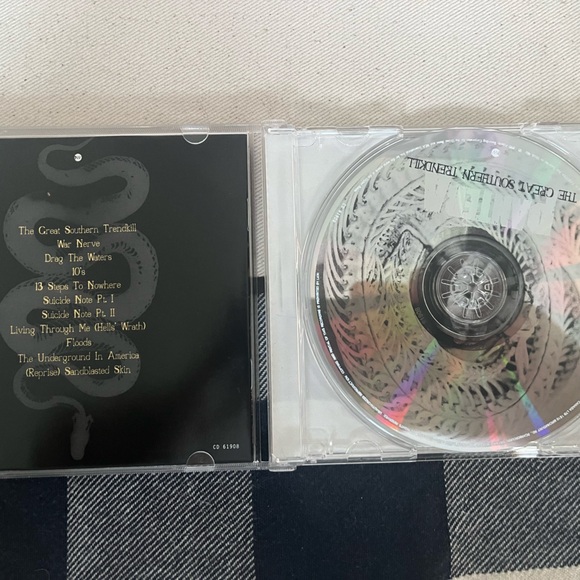 The Great Southern Trendkill
War Nerve
Drag The Waters
10's
13 Steps To Nowhere
Suicide Note Pt. I
Suicide Note Pt. II
Living Through Me (Hells' Wrath)
Floods
The Underground In America
(Reprise) Sandblasted Skin
CD 61908
THE GREAT SOUTHERN TRENDKILL